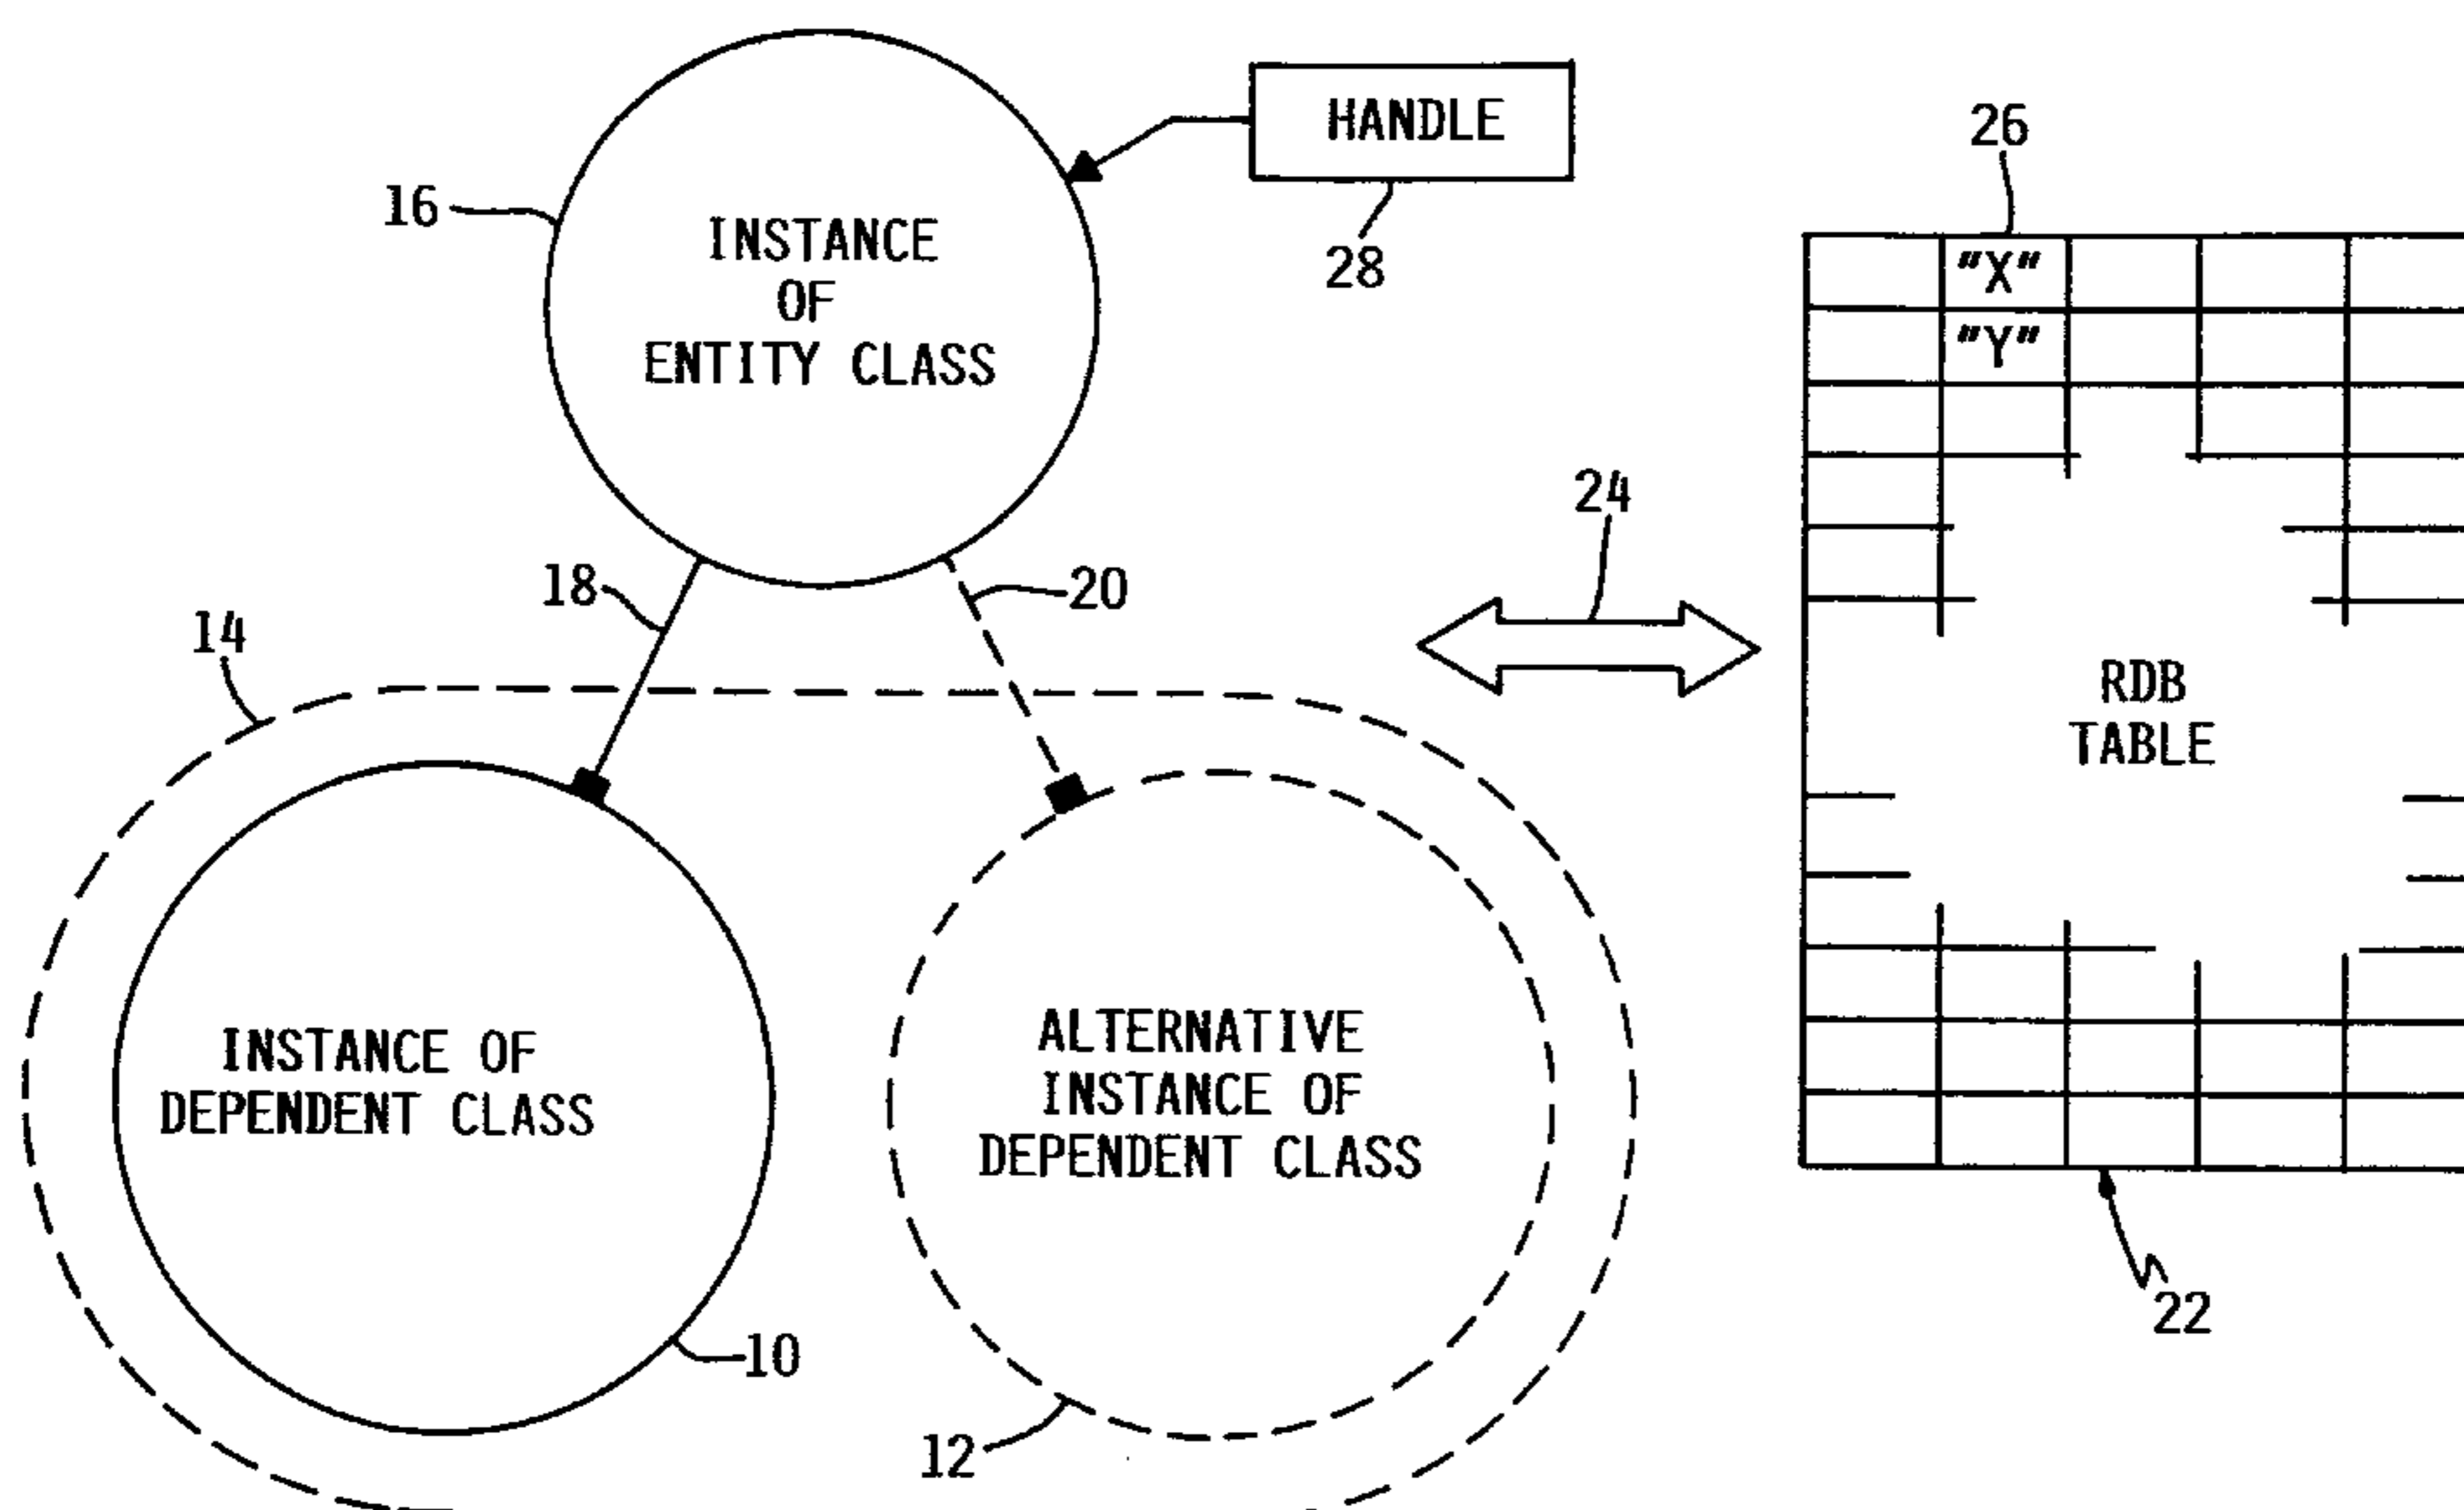 HANDLE
28
16
INSTANCE
OF
ENTITY CLASS
26
"X"
"Y"
24
18
20
14
RDB
TABLE
INSTANCE OF
DEPENDENT CLASS
10
ALTERNATIVE
INSTANCE OF
DEPENDENT CLASS
12
22